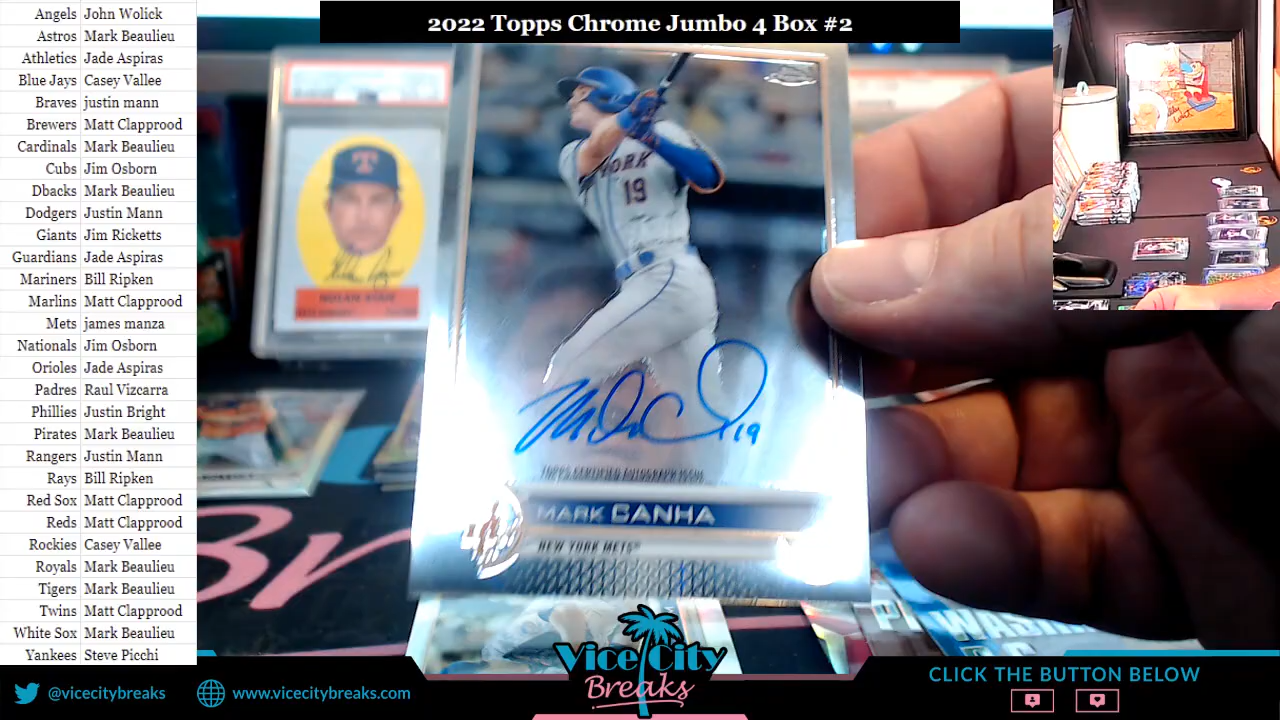 2022 Topps Chrome Jumbo 4 Box #2
Angels John Wolick
Astros Mark Beaulieu
Athletics Jade Aspiras
Blue Jays Casey Vallee
Braves justin mann
Brewers Matt Clapprood
Cardinals Mark Beaulieu
Cubs Jim Osborn
Dbacks Mark Beaulieu
Dodgers Justin Mann
Giants Jim Ricketts
Guardians Jade Aspiras
Mariners Bill Ripken
Marlins Matt Clapprood
Mets james manza
Nationals Jim Osborn
Orioles Jade Aspiras
Padres Raul Vizcarra
Phillies Justin Bright
Pirates Mark Beaulieu
Rangers Justin Mann
Rays Bill Ripken
Red Sox Matt Clapprood
Reds Matt Clapprood
Rockies Casey Vallee
Royals Mark Beaulieu
Tigers Mark Beaulieu
Twins Matt Clapprood
White Sox Mark Beaulieu
Yankees Steve Picchi
T
NOLAN RYAN
YORK
19
19
TOPPS CERTIFIED AUTOGRAPH ISSUE
MARK CANHA
NEW YORK METS
Br
WASH
@vicecitybreaks
www.vicecitybreaks.com
Vice City
Breaks
CLICK THE BUTTON BELOW